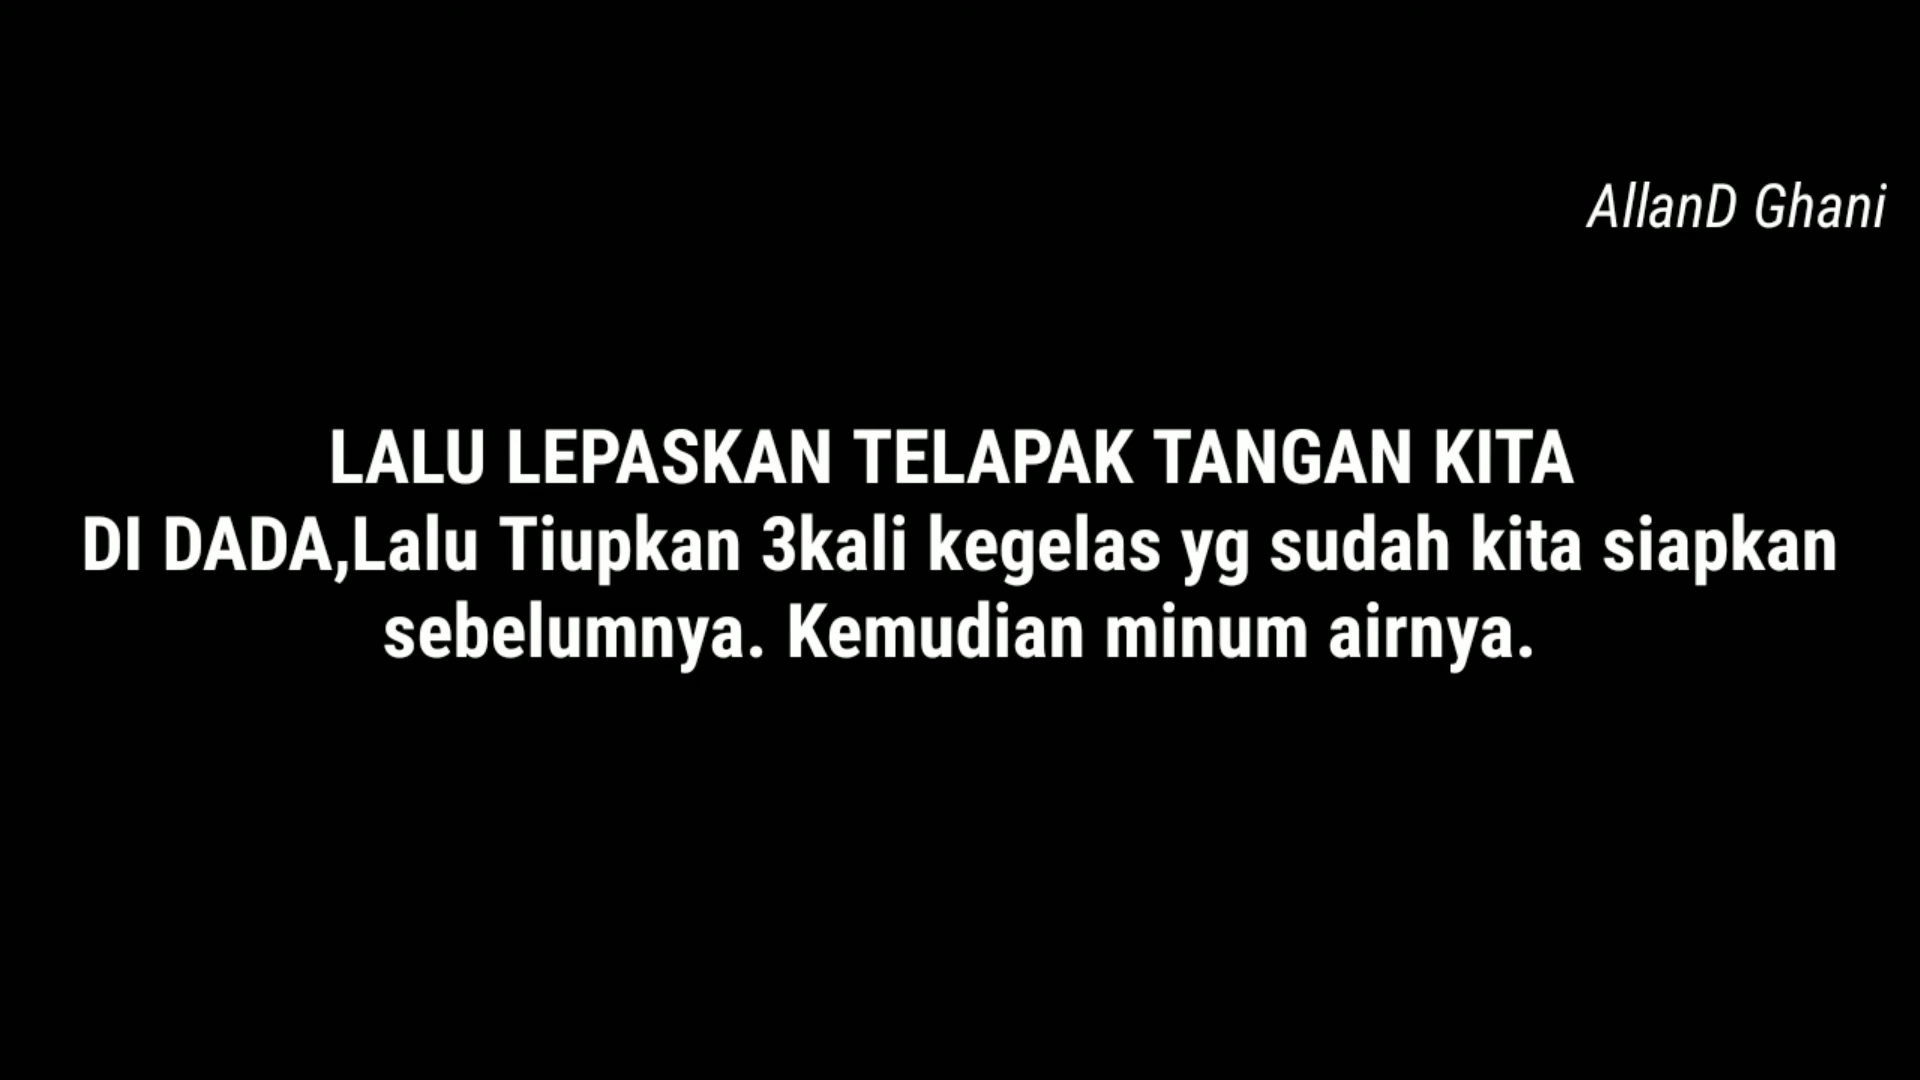 AllanD Ghani
LALU LEPASKAN TELAPAK TANGAN KITA
DI DADA,Lalu Tiupkan 3kali kegelas yg sudah kita siapkan
sebelumnya. Kemudian minum airnya.